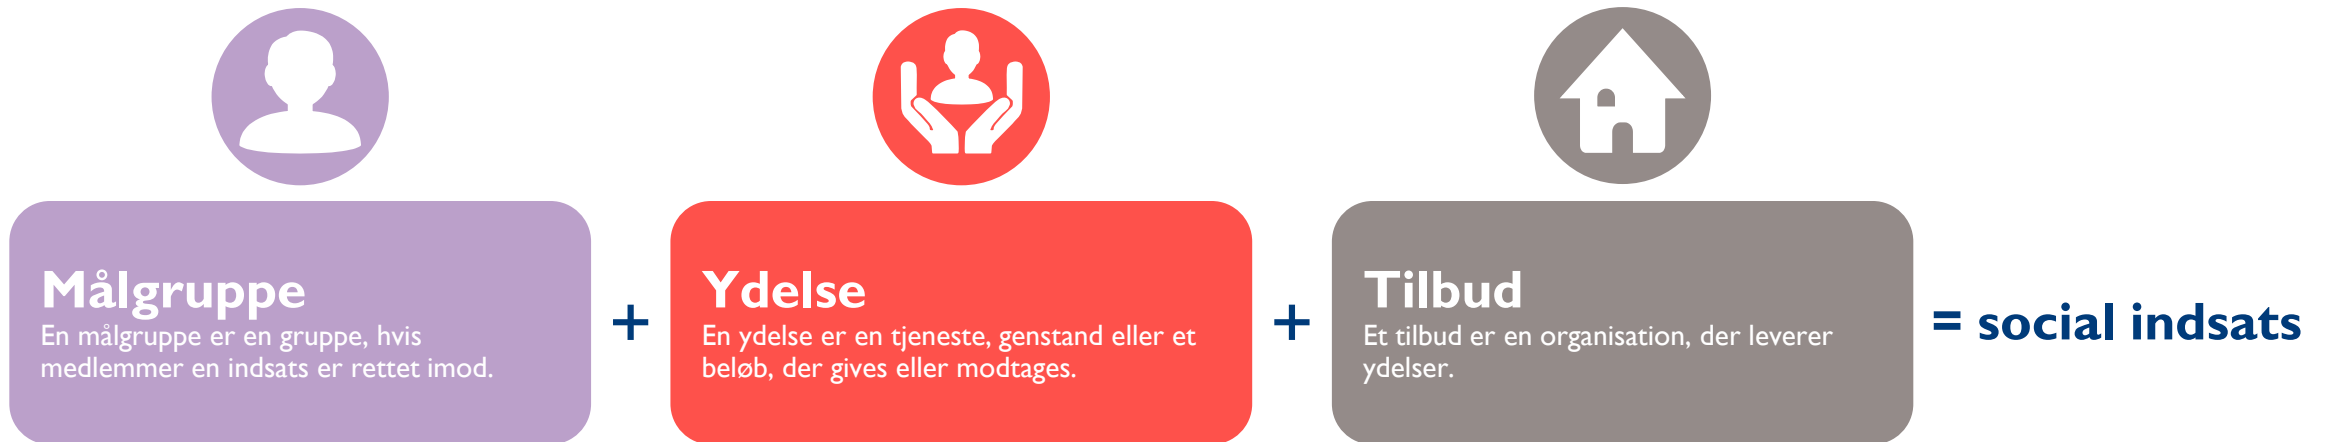 Målgruppe
En målgruppe er en gruppe, hvis
medlemmer en indsats er rettet imod.
+
Ydelse
En ydelse er en tjeneste, genstand eller et
beløb, der gives eller modtages.
+
Tilbud
Et tilbud er en organisation, der leverer
ydelser.
= social indsats